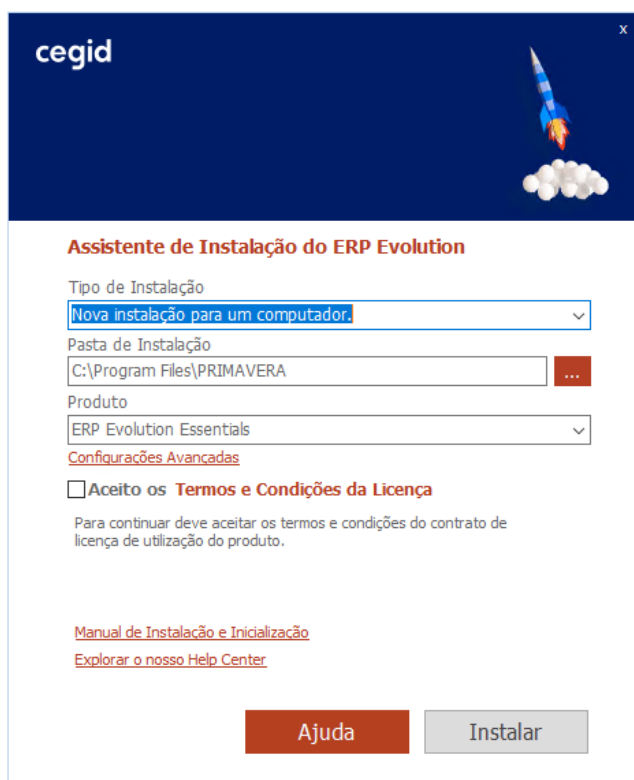 cegid
x
Assistente de Instalação do ERP Evolution
Tipo de Instalação
Nova instalação para um computador.
Pasta de Instalação
C:\Program Files\PRIMAVERA
...
Produto
ERP Evolution Essentials
Configurações Avançadas
Aceito os Termos e Condições da Licença
Para continuar deve aceitar os termos e condições do contrato de
licença de utilização do produto.
Manual de Instalação e Inicialização
Explorar o nosso Help Center
Ajuda
Instalar